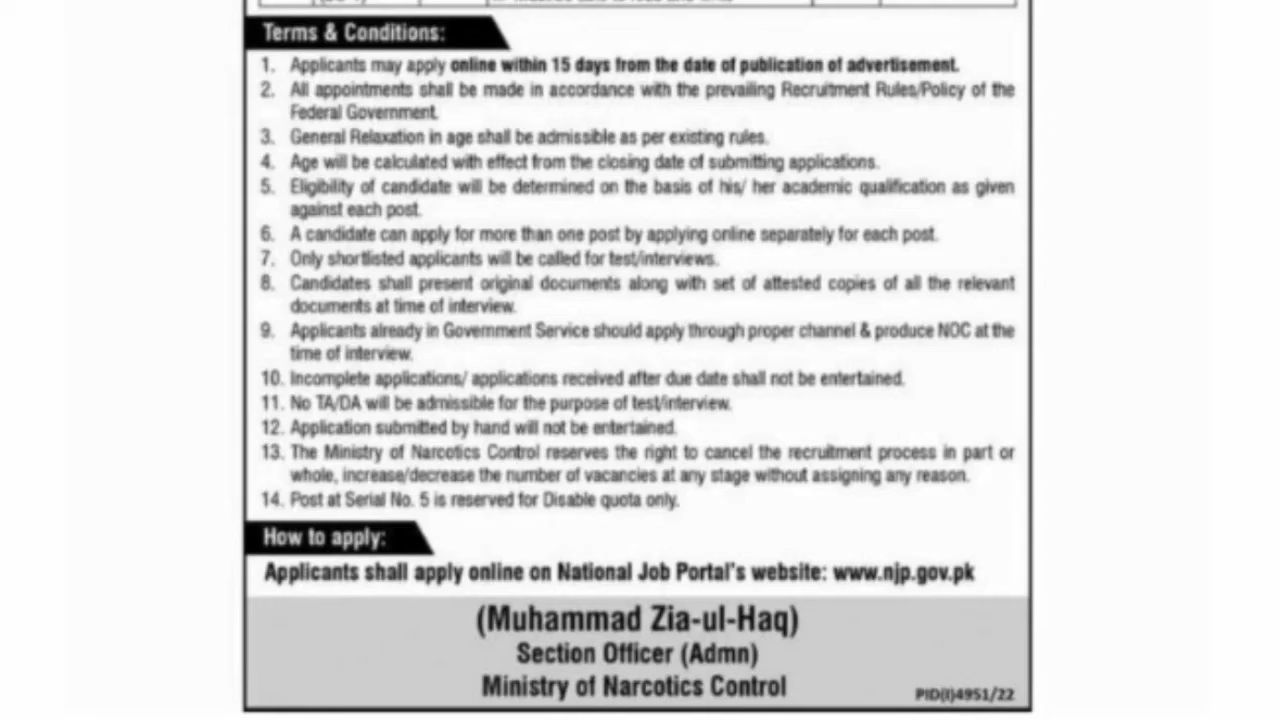 Terms & Conditions:
1. Applicants may apply online within 15 days from the date of publication of advertisement.
2. All appointments shall be made in accordance with the prevailing Recruitment Rules/Policy of the
Federal Government.
3. General Relaxation in age shall be admissible as per existing rules.
4. Age will be calculated with effect from the closing date of submitting applications.
5. Eligibility of candidate will be determined on the basis of his/ her academic qualification as given
against each post.
6. A candidate can apply for more than one post by applying online separately for each post.
7. Only shortlisted applicants will be called for test/interviews.
8. Candidates shall present original documents along with set of attested copies of all the relevant
documents at time of interview.
9. Applicants already in Government Service should apply through proper channel & produce NOC at the
time of interview.
10. Incomplete applications/ applications received after due date shall not be entertained.
11. No TA/DA will be admissible for the purpose of test/interview.
12. Application submitted by hand will not be entertained.
13. The Ministry of Narcotics Control reserves the right to cancel the recruitment process in part or
whole, increase/decrease the number of vacancies at any stage without assigning any reason.
14. Post at Serial No. 5 is reserved for Disable quota only.
How to apply:
Applicants shall apply online on National Job Portal's website: www.njp.gov.pk
(Muhammad Zia-ul-Haq)
Section Officer (Admn)
Ministry of Narcotics Control
PID(I)4951/22